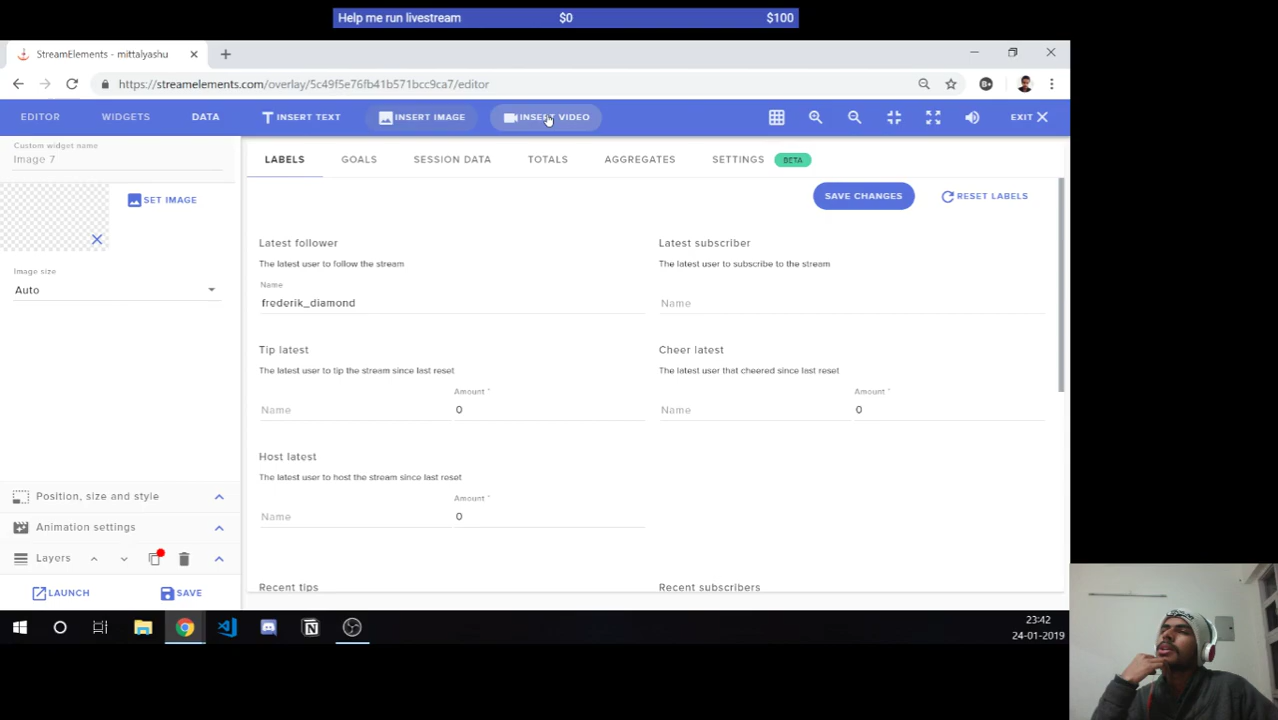 Help me run livestream $0 $100
StreamElements - mittalyashu
https://streamelements.com/overlay/5c49f5e76fb41b571bcc9ca7/editor
EDITOR WIDGETS DATA INSERT TEXT INSERT IMAGE INSERT VIDEO EXIT
Custom widget name
Image 7
SET IMAGE
Image size
Auto
Position, size and style
Animation settings
Layers
LAUNCH SAVE
LABELS GOALS SESSION DATA TOTALS AGGREGATES SETTINGS BETA
SAVE CHANGES RESET LABELS
Latest follower
The latest user to follow the stream
Name
frederik_diamond
Latest subscriber
The latest user to subscribe to the stream
Name
Tip latest
The latest user to tip the stream since last reset
Amount *
Name 0
Cheer latest
The latest user that cheered since last reset
Amount *
Name 0
Host latest
The latest user to host the stream since last reset
Amount *
Name 0
Recent tips Recent subscribers
23:42
24-01-2019